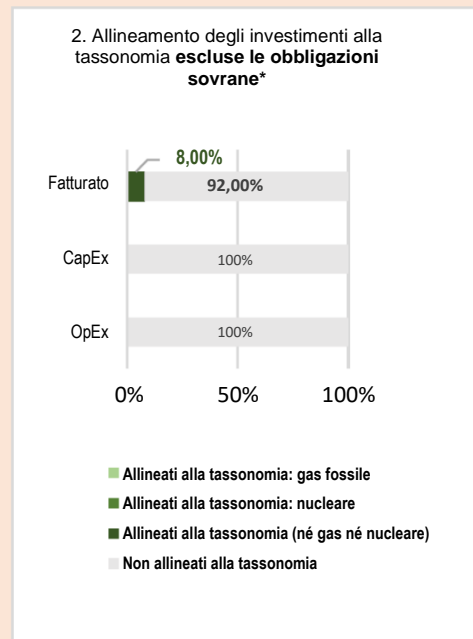 2. Allineamento degli investimenti alla
tassonomia escluse le obbligazioni
sovrane*
8,00%
Fatturato 92,00%
CapEx 100%
OpEx 100%
0% 50% 100%
Allineati alla tassonomia: gas fossile
Allineati alla tassonomia: nucleare
Allineati alla tassonomia (né gas né nucleare)
Non allineati alla tassonomia